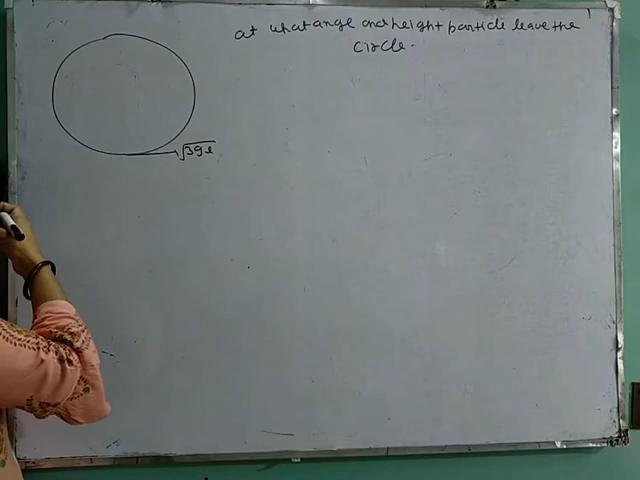 at what angle and height particle leave the
circle.
√3gl